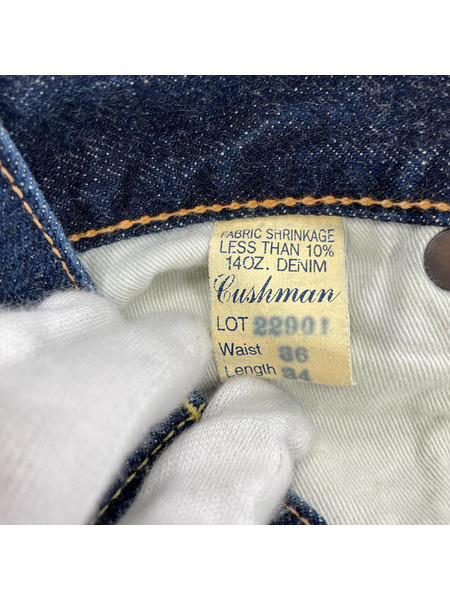 FABRIC SHRINKAGE
LESS THAN 10%
14OZ. DENIM
Cushman
LOT 22901
Waist 36
Length 34